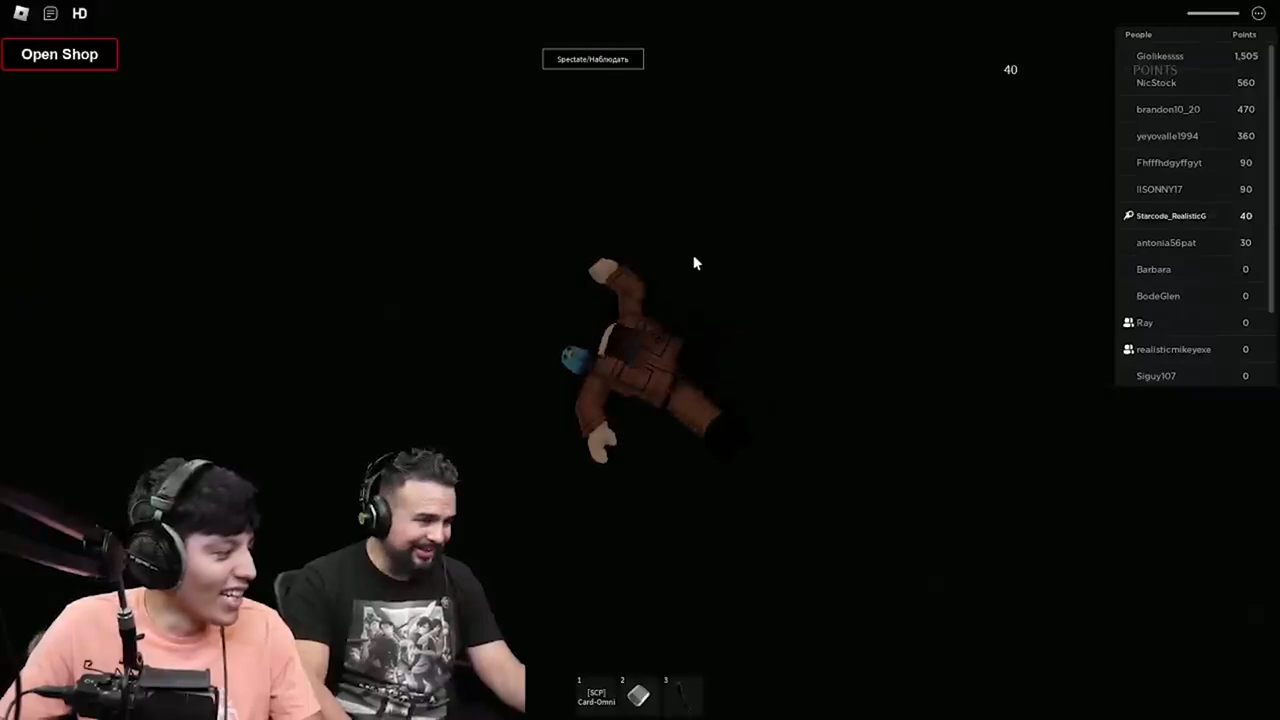 HD
Open Shop
Spectate/Наблюдать
40
People Points
Giolikessss 1,505
POINTS
NicStock 560
brandon10_20 470
yeyovalle1994 360
Fhfffhdgyffgyt 90
IISONNY17 90
Starcode_RealisticG 40
antonia56pat 30
Barbara 0
BodeGlen 0
Ray 0
realisticmikeyexe 0
Siguy107 0
1 2 3
[SCP]
Card-Omni